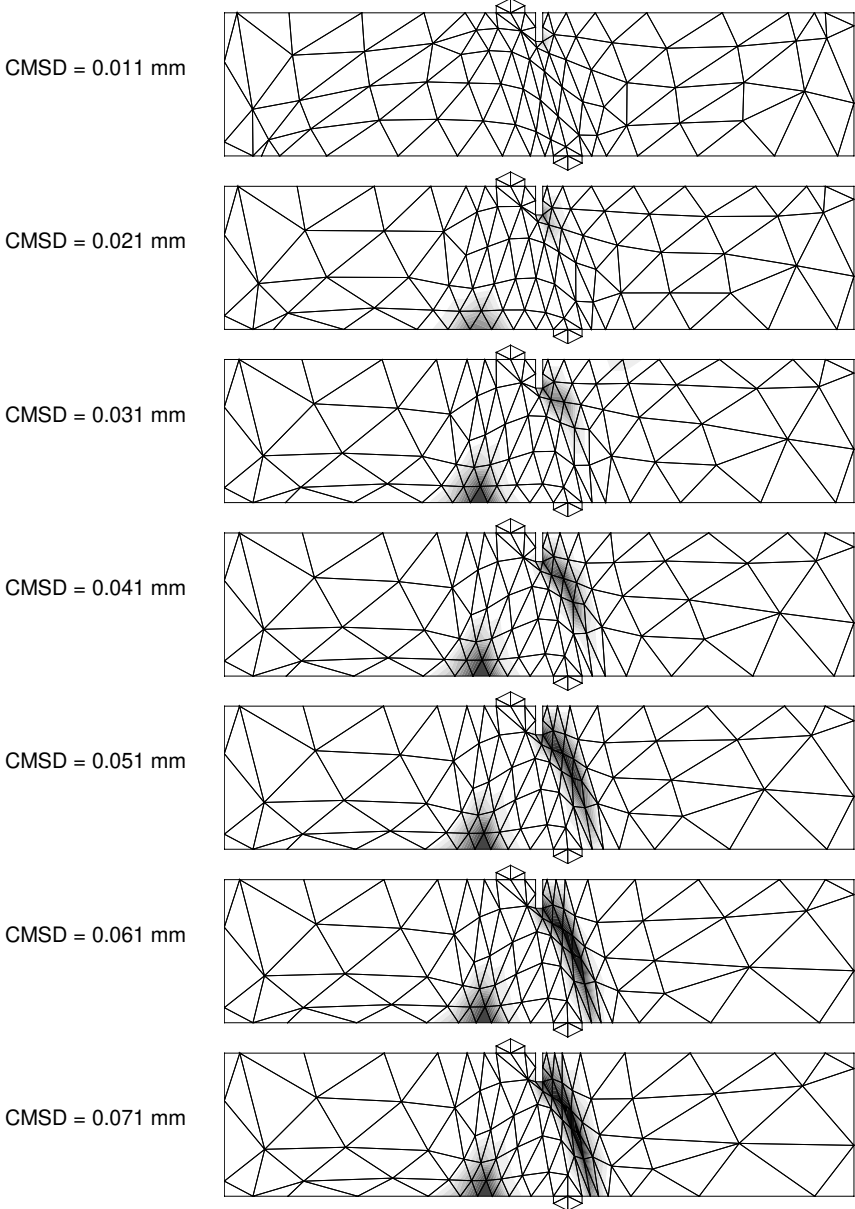 CMSD = 0.011 mm
CMSD = 0.021 mm
CMSD = 0.031 mm
CMSD = 0.041 mm
CMSD = 0.051 mm
CMSD = 0.061 mm
CMSD = 0.071 mm